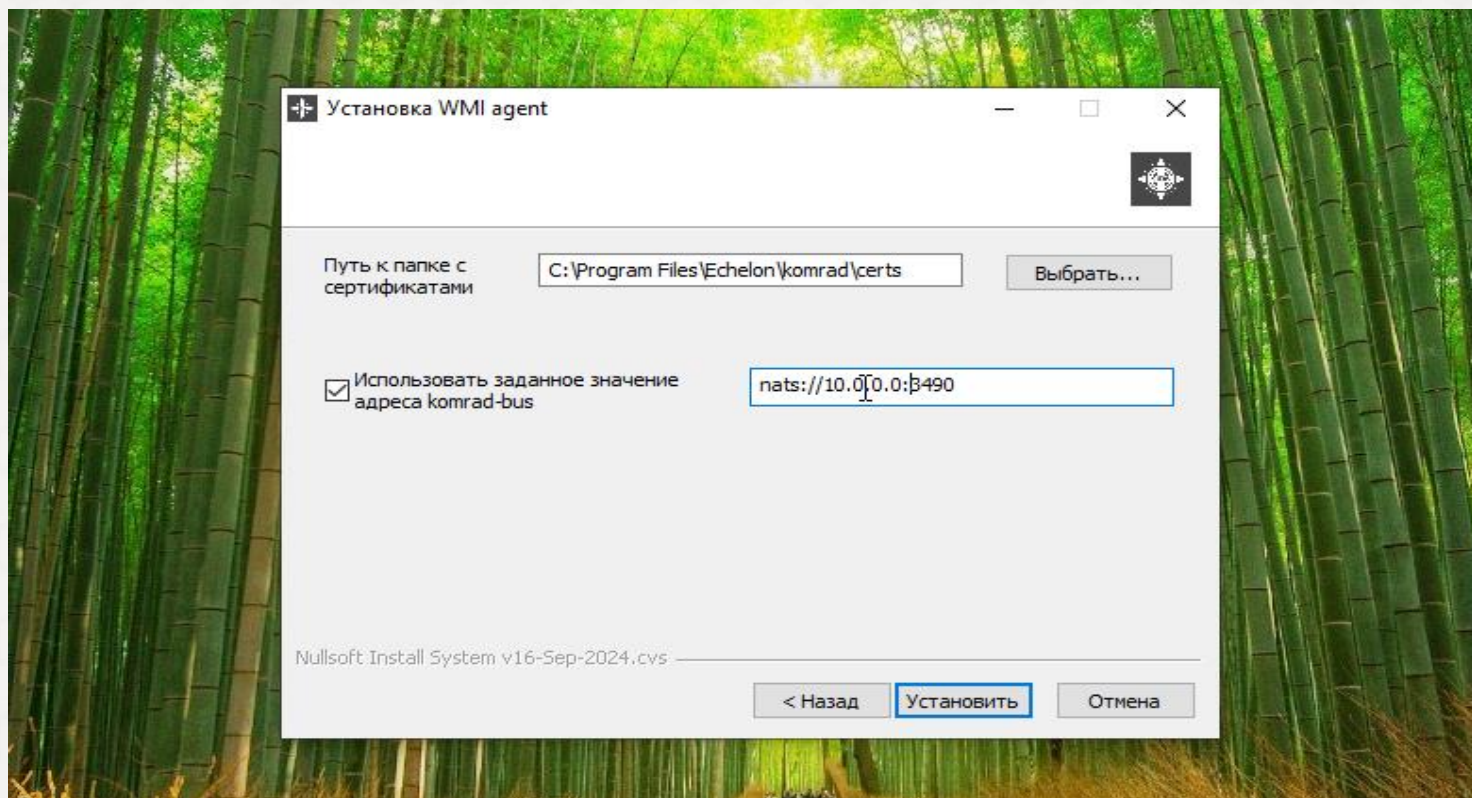 Установка WMI agent
Путь к папке с
сертификатами
C:\Program Files\Echelon\komrad\certs
Выбрать...
Использовать заданное значение
адреса komrad-bus
nats://10.0.0.0:3490
Nullsoft Install System v16-Sep-2024.cvs
< Назад
Установить
Отмена